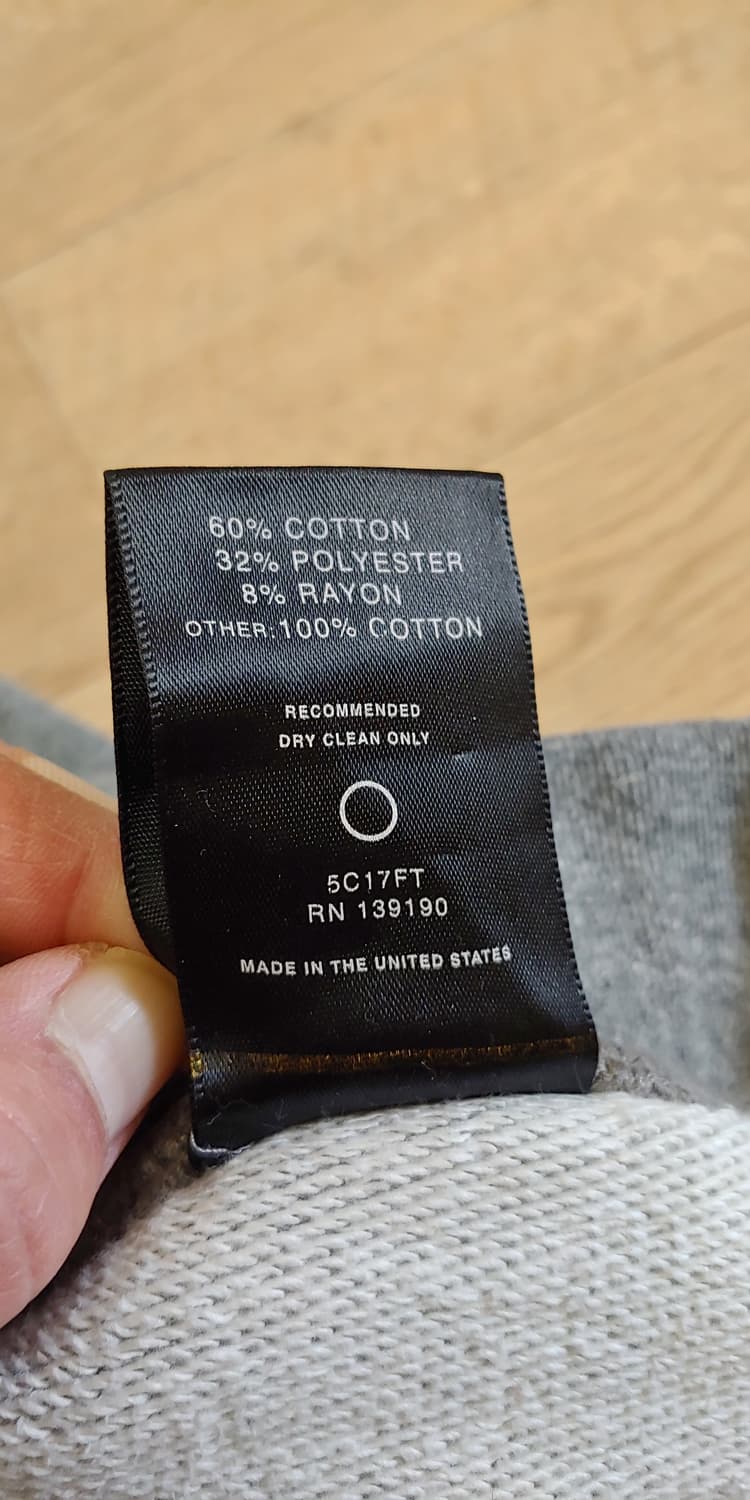 60% COTTON
32% POLYESTER
8% RAYON
OTHER: 100% COTTON
RECOMMENDED
DRY CLEAN ONLY
5C17FT
RN 139190
MADE IN THE UNITED STATES